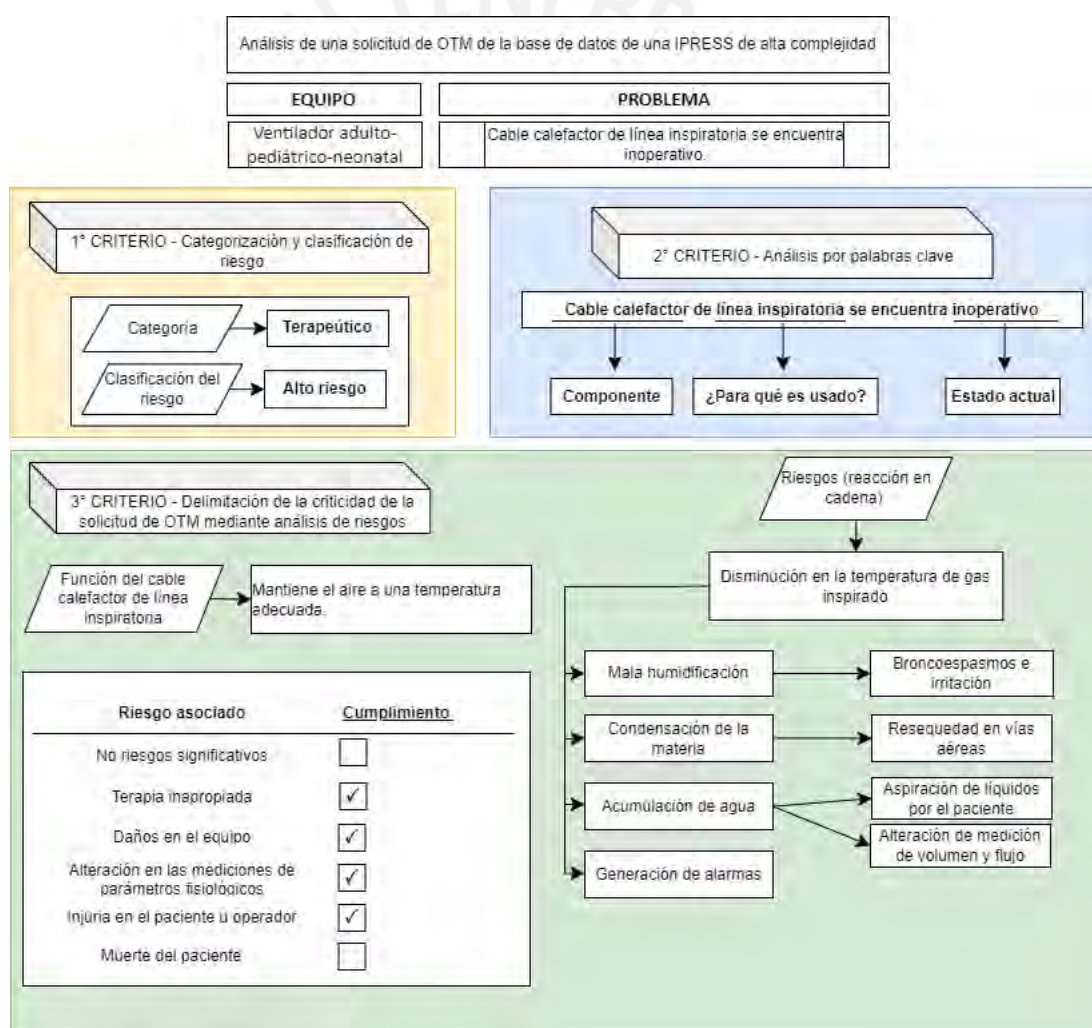 TENEBR
Análisis de una solicitud de OTM de la base de datos de una IPRESS de alta complejidad
EQUIPO
PROBLEMA
Ventilador adulto-
pediátrico-neonatal
Cable calefactor de línea inspiratoria se encuentra
inoperativo.
1° CRITERIO - Categorización y clasificación de
riesgo
Categoría
Terapeútico
Clasificación del
riesgo
Alto riesgo
2° CRITERIO - Análisis por palabras clave
Cable calefactor de línea inspiratoria se encuentra inoperativo
Componente
¿Para qué es usado?
Estado actual
3° CRITERIO - Delimitación de la criticidad de la
solicitud de OTM mediante análisis de riesgos
Función del cable
calefactor de línea
inspiratoria
Mantiene el aire a una temperatura
adecuada.
Riesgo asociado
Cumplimiento
No riesgos significativos
Terapia inapropiada
✓
Daños en el equipo
✓
Alteración en las mediciones de
parámetros fisiológicos
✓
Injuria en el paciente u operador
✓
Muerte del paciente
Riesgos (reacción en
cadena)
Disminución en la temperatura de gas
inspirado
Mala humidificación
Broncoespasmos e
irritación
Condensación de la
materia
Resequedad en vías
aéreas
Acumulación de agua
Aspiración de líquidos
por el paciente
Alteración de medición
de volumen y flujo
Generación de alarmas